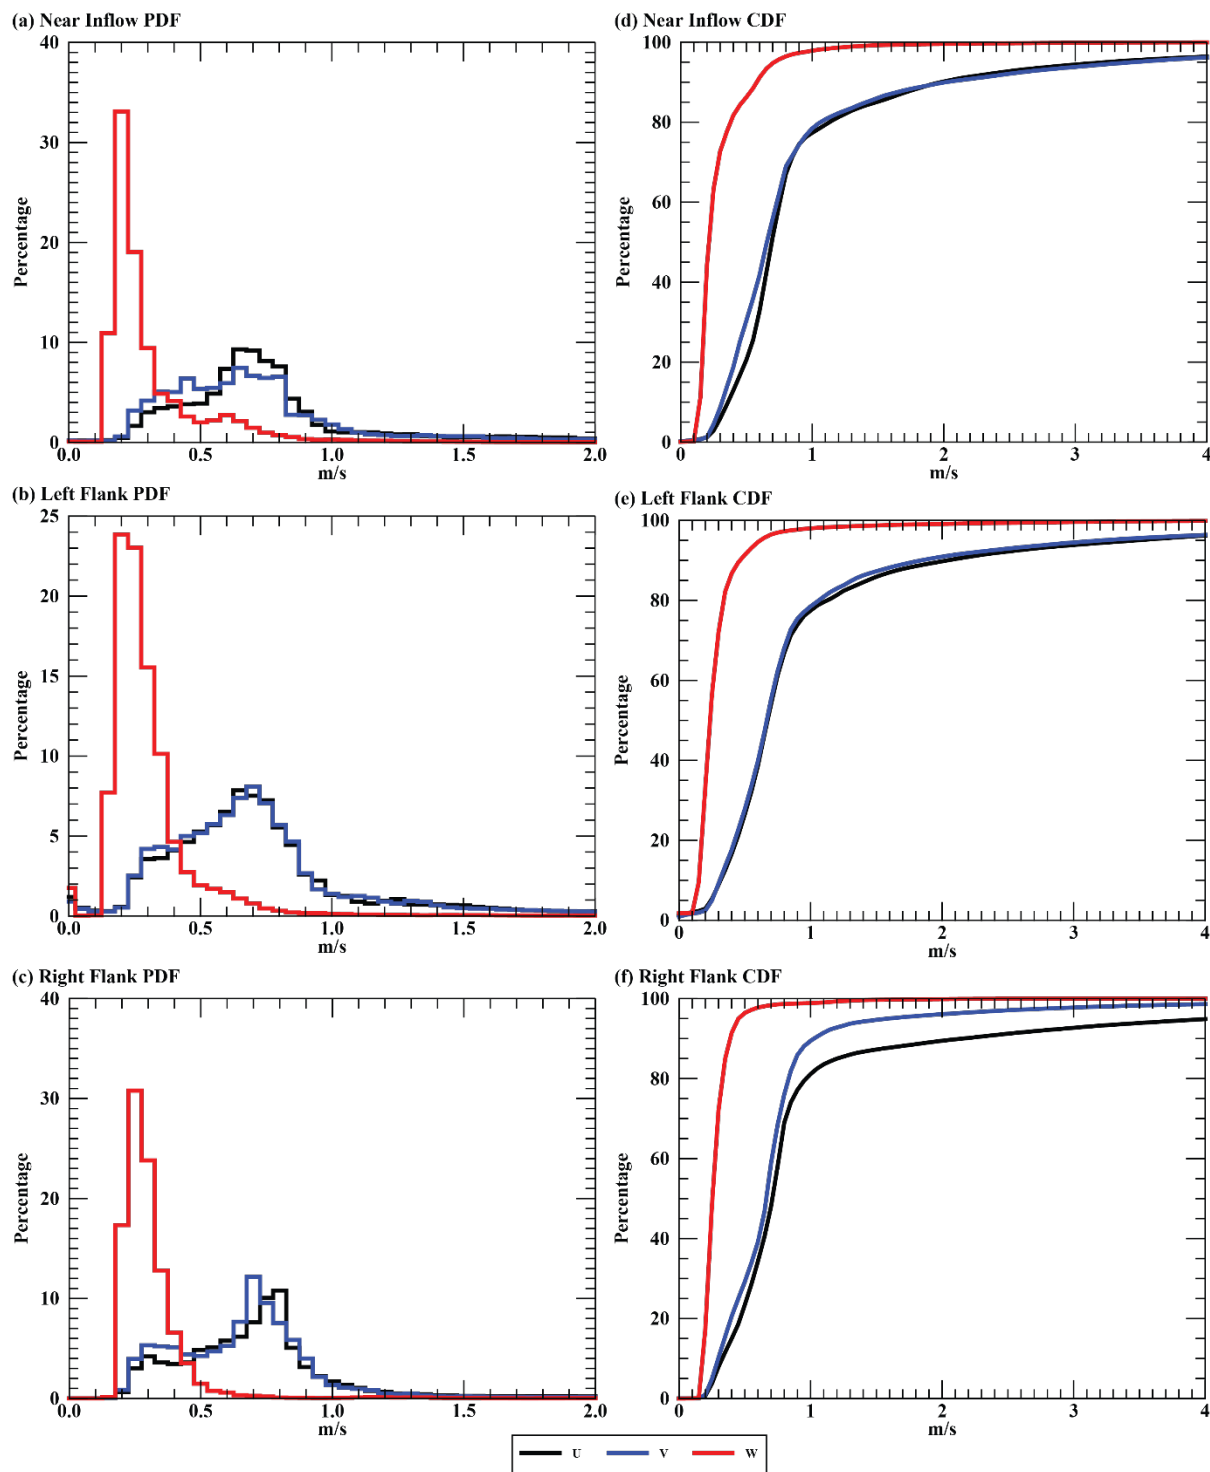 (a) Near Inflow PDF
40
30
20
10
0
Percentage
0.0 0.5 1.0 1.5 2.0
m/s
(d) Near Inflow CDF
100
80
60
40
20
0
Percentage
0 1 2 3 4
m/s
(b) Left Flank PDF
25
20
15
10
5
0
Percentage
0.0 0.5 1.0 1.5 2.0
m/s
(e) Left Flank CDF
100
80
60
40
20
0
Percentage
0 1 2 3 4
m/s
(c) Right Flank PDF
40
30
20
10
0
Percentage
0.0 0.5 1.0 1.5 2.0
m/s
(f) Right Flank CDF
100
80
60
40
20
0
Percentage
0 1 2 3 4
m/s
U V W